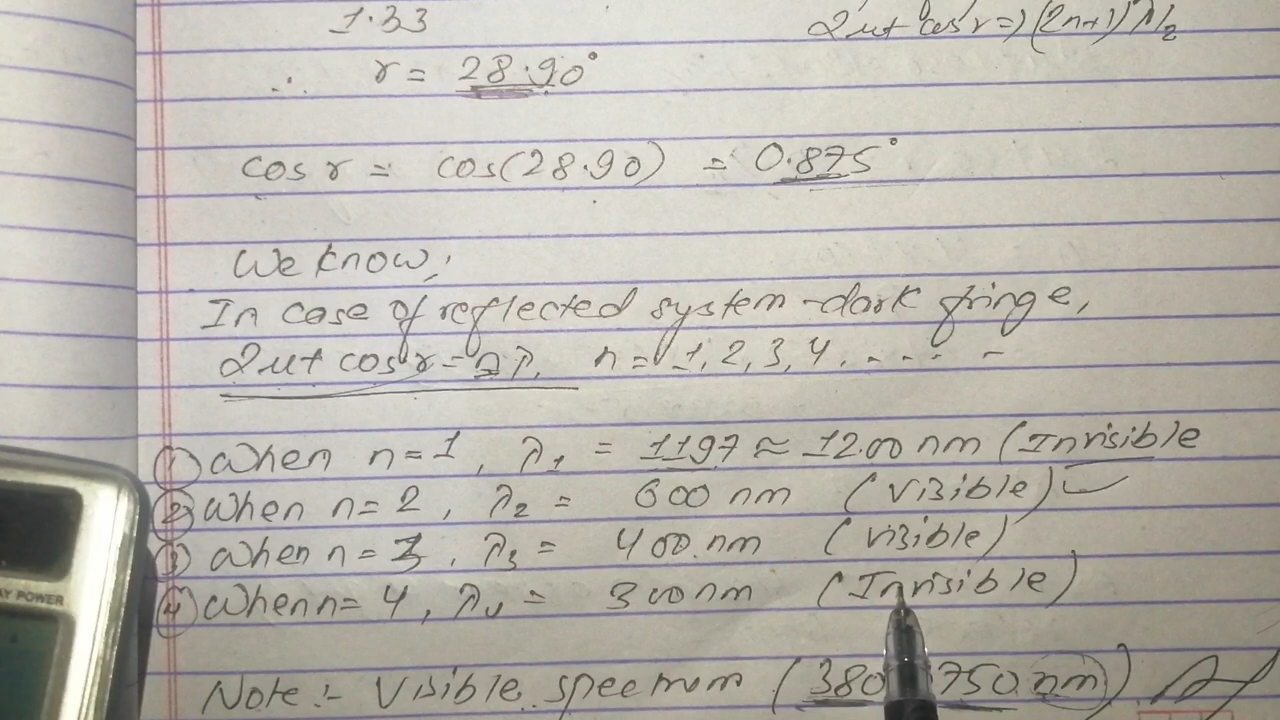 1.33
2μt cos r ⇒ (2n+1) λ/2
∴ r = 28.90°
cos r = cos(28.90) = 0.875°
We know,
In case of reflected system dark fringe,
2μt cos r = nλ, n = 1, 2, 3, 4 . - - - -
① When n=1, λ₁ = 1197 ≈ 1200 nm (Invisible
② When n=2, λ₂ = 600 nm (Visible)
③ When n=3, λ₃ = 400 nm (Visible)
④ When n=4, λ₄ = 300 nm (Invisible)
Note :- Visible spectrum (380 750 nm)
AY POWER